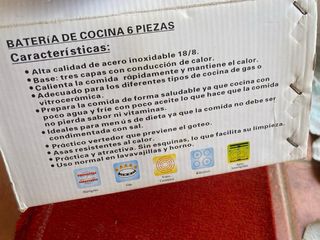 BATERÍA DE COCINA 6 PIEZAS
Características:
• Alta calidad de acero inoxidable 18/8.
• Base: tres capas con conducción de calor.
• Calienta la comida rápidamente y mantiene el calor.
• Adecuado para los diferentes tipos de cocina de gas o
vitrocerámica.
• Prepara la comida de forma saludable ya que cocina con
poco agua y frie con poco aceite lo que hace que la comida
no pierda sabor ni vitaminas.
• Ideales para menús de dieta ya que la comida no debe ser
condimentada con sal.
• Práctico verdedor que previene el goteo.
• Asas resistentes al calor.
• Práctica y atractiva. Sin esquinas, lo que facilita su limpieza.
• Uso normal en lavavajillas y horno.